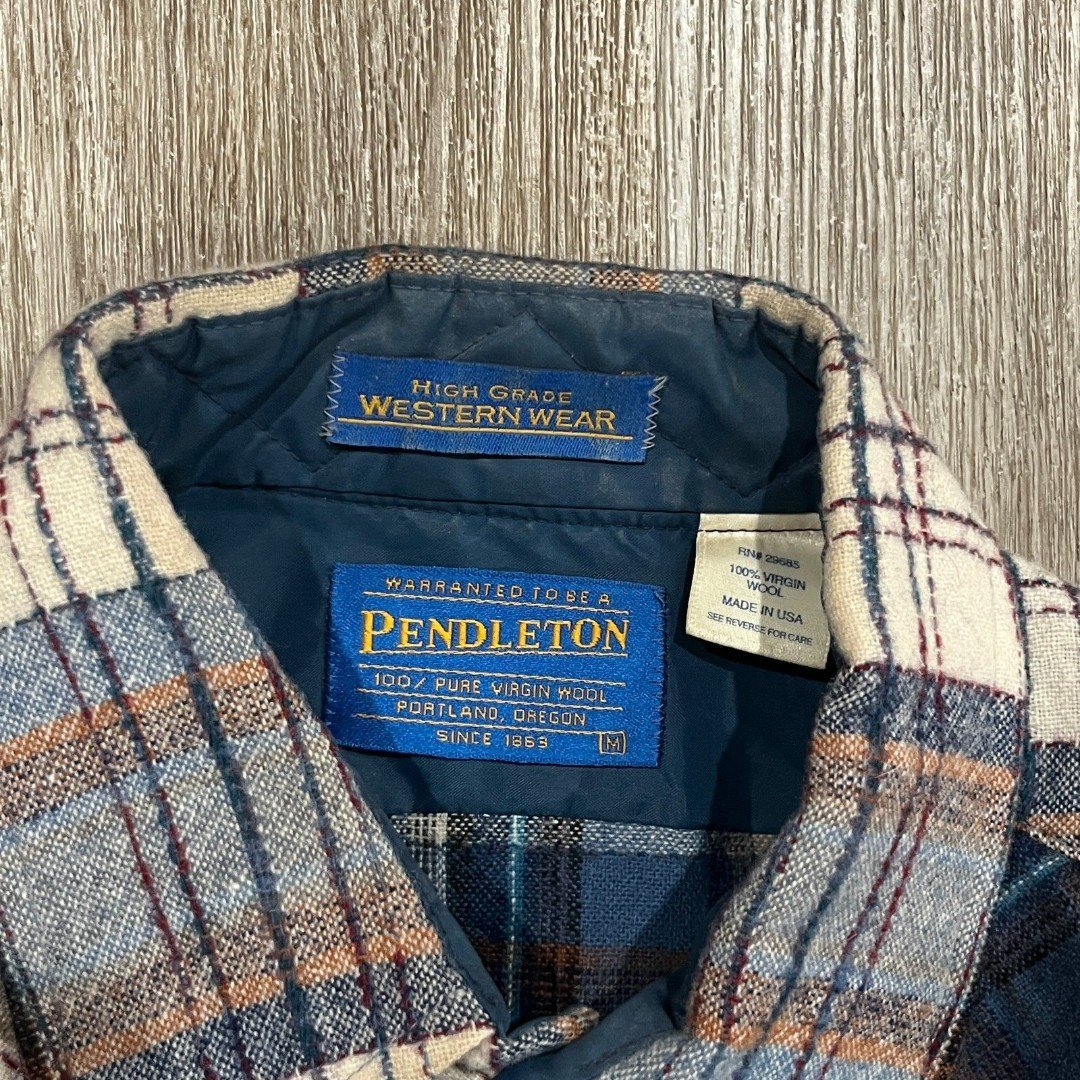 HIGH GRADE
WESTERN WEAR
WARRANTED TO BE A
PENDLETON
100% PURE VIRGIN WOOL
PORTLAND, OREGON
SINCE 1863 M
RN# 29685
100% VIRGIN
WOOL
MADE IN USA
SEE REVERSE FOR CARE